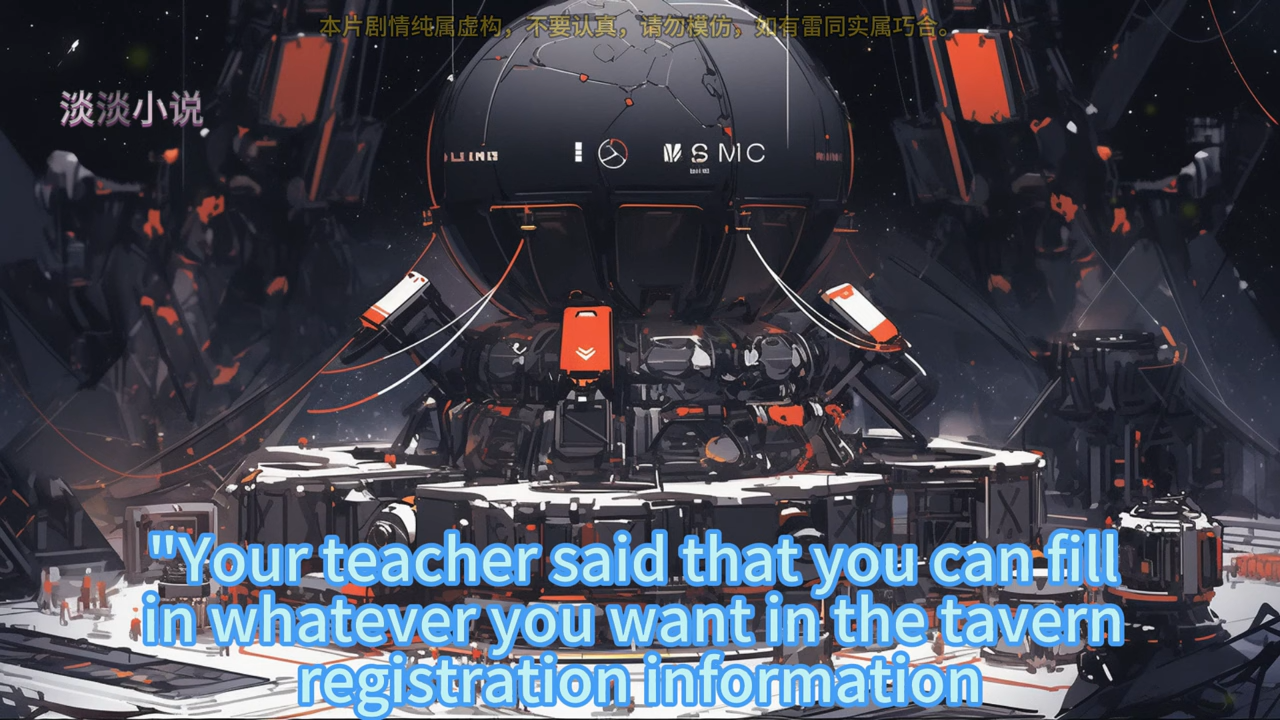 本片剧情纯属虚构，不要认真，请勿模仿，如有雷同实属巧合。
淡淡小说
SMC
"Your teacher said that you can fill
in whatever you want in the tavern
registration information